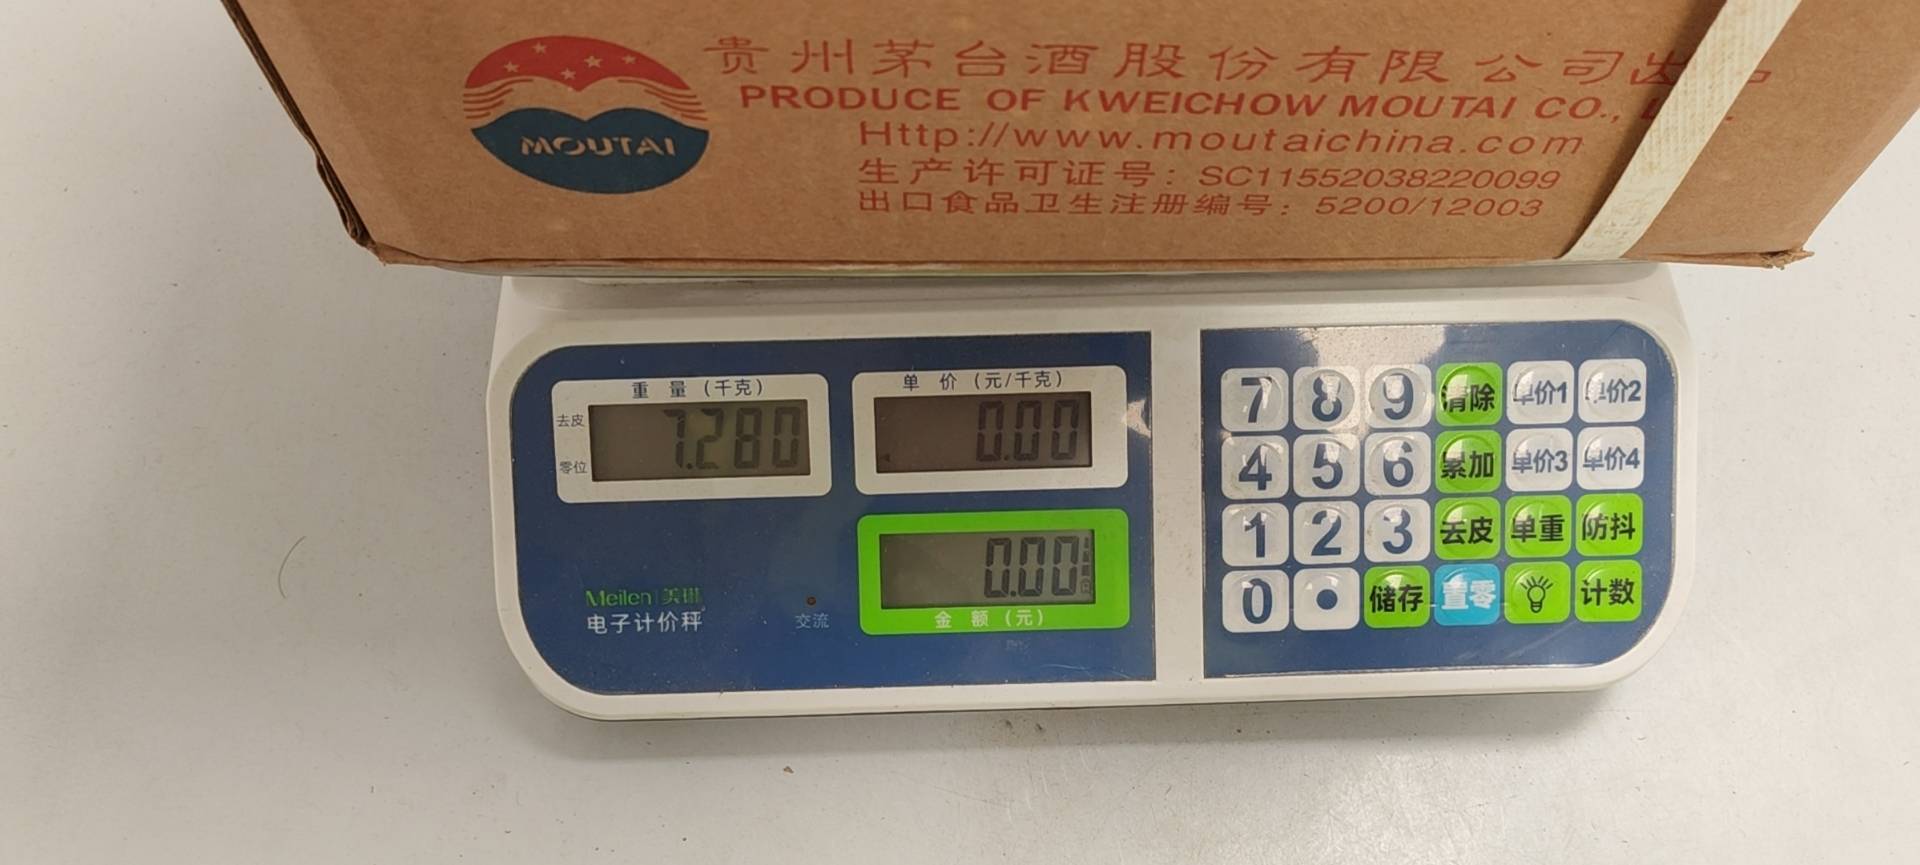 MOUTAI
贵州茅台酒股份有限公司出品
PRODUCE OF KWEICHOW MOUTAI CO.,
Http://www.moutaichina.com
生产许可证号：SC11552038220099
出口食品卫生注册编号：5200/12003
重量（千克）
去皮
零位
7.280
单价（元/千克）
0.00
0.00
金额（元）
Meilen 美琳
电子计价秤
交流
7 8 9 清除 单价1 单价2
4 5 6 累加 单价3 单价4
1 2 3 去皮 单重 防抖
0 • 储存 置零 计数